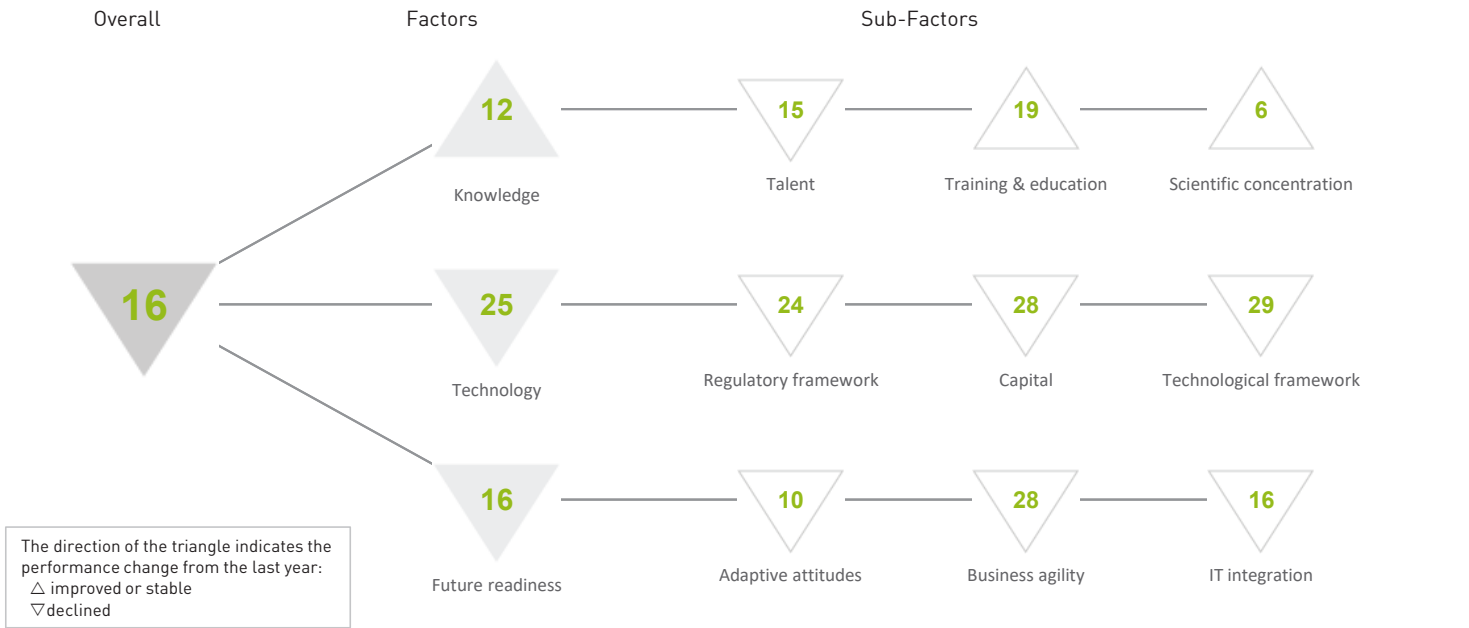 Overall Factors Sub-Factors
12 15 19 6
Knowledge Talent Training & education Scientific concentration
16 25 24 28 29
Technology Regulatory framework Capital Technological framework
16 10 28 16
Future readiness Adaptive attitudes Business agility IT integration
The direction of the triangle indicates the
performance change from the last year:
△ improved or stable
▽declined